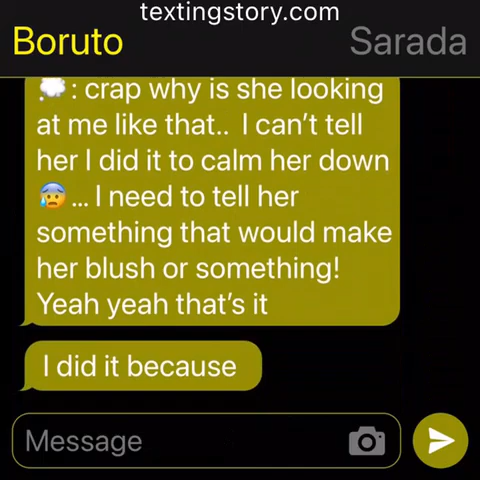 textingstory.com
Boruto Sarada
💭: crap why is she looking
at me like that.. I can't tell
her I did it to calm her down
😰... I need to tell her
something that would make
her blush or something!
Yeah yeah that's it
I did it because
Message